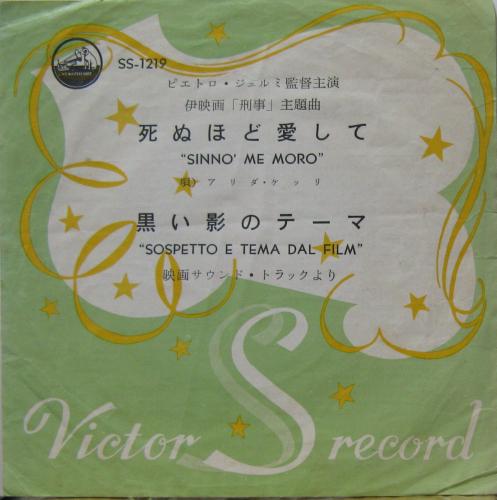 SS-1219
ピエトロ・ジェルミ監督主演
伊映画「刑事」主題曲
死ぬほど愛して
"SINNO' ME MORO"
唄)アリダ・ケッリ
黒い影のテーマ
"SOSPETTO E TEMA DAL FILM"
映画サウンド・トラックより
Victor S record